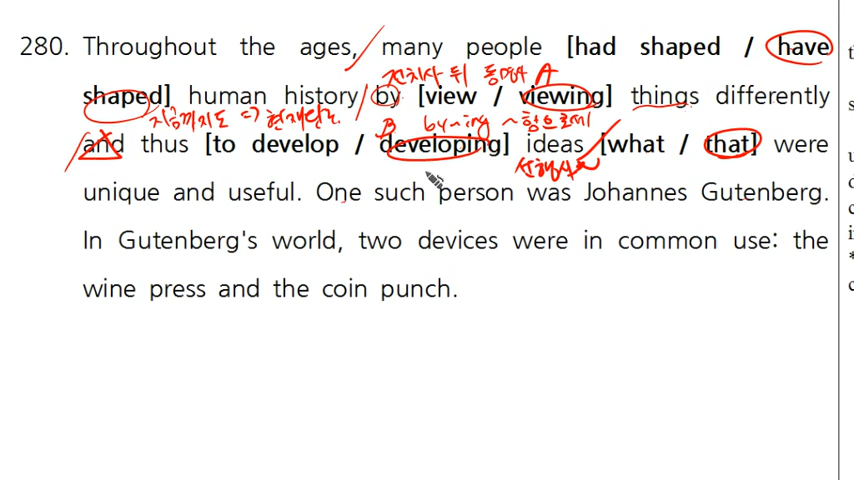 280. Throughout the ages, many people [had shaped / have
전치사 뒤 동명사 A
shaped] human history by [view / viewing] things differently
지금까지도 => 현재완료 B by ~ing ~함으로써
and thus [to develop / developing] ideas [what / that] were
선행사
unique and useful. One such person was Johannes Gutenberg.
In Gutenberg's world, two devices were in common use: the
wine press and the coin punch.